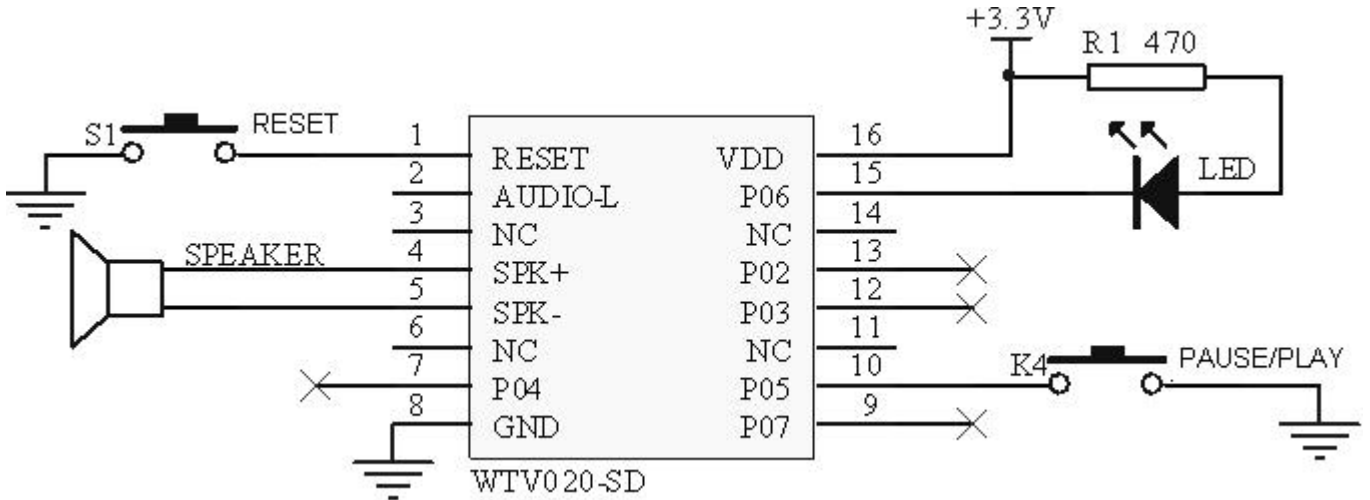 +3.3V
R1 470
S1 RESET
1 RESET VDD 16
2 AUDIO-L P06 15 LED
3 NC NC 14
SPEAKER 4 SPK+ P02 13
5 SPK- P03 12
6 NC NC 11
7 P04 P05 10 K4 PAUSE/PLAY
8 GND P07 9
WTV020-SD